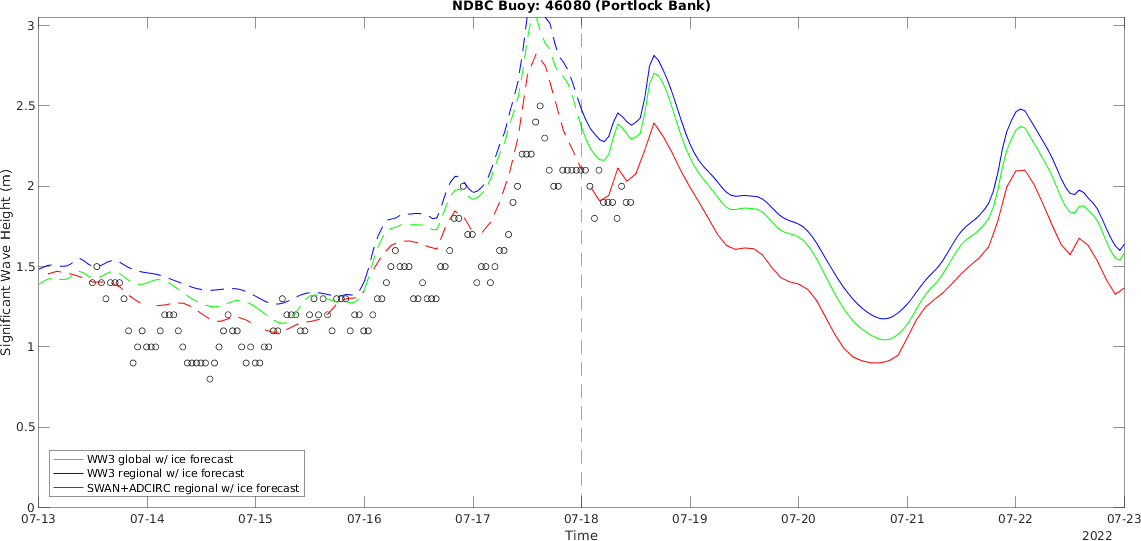 NDBC Buoy: 46080 (Portlock Bank)
3
2.5
2
1.5
1
0.5
0
Significant Wave Height (m)
WW3 global w/ ice forecast
WW3 regional w/ ice forecast
SWAN+ADCIRC regional w/ ice forecast
07-13 07-14 07-15 07-16 07-17 07-18 07-19 07-20 07-21 07-22 07-23
Time
2022